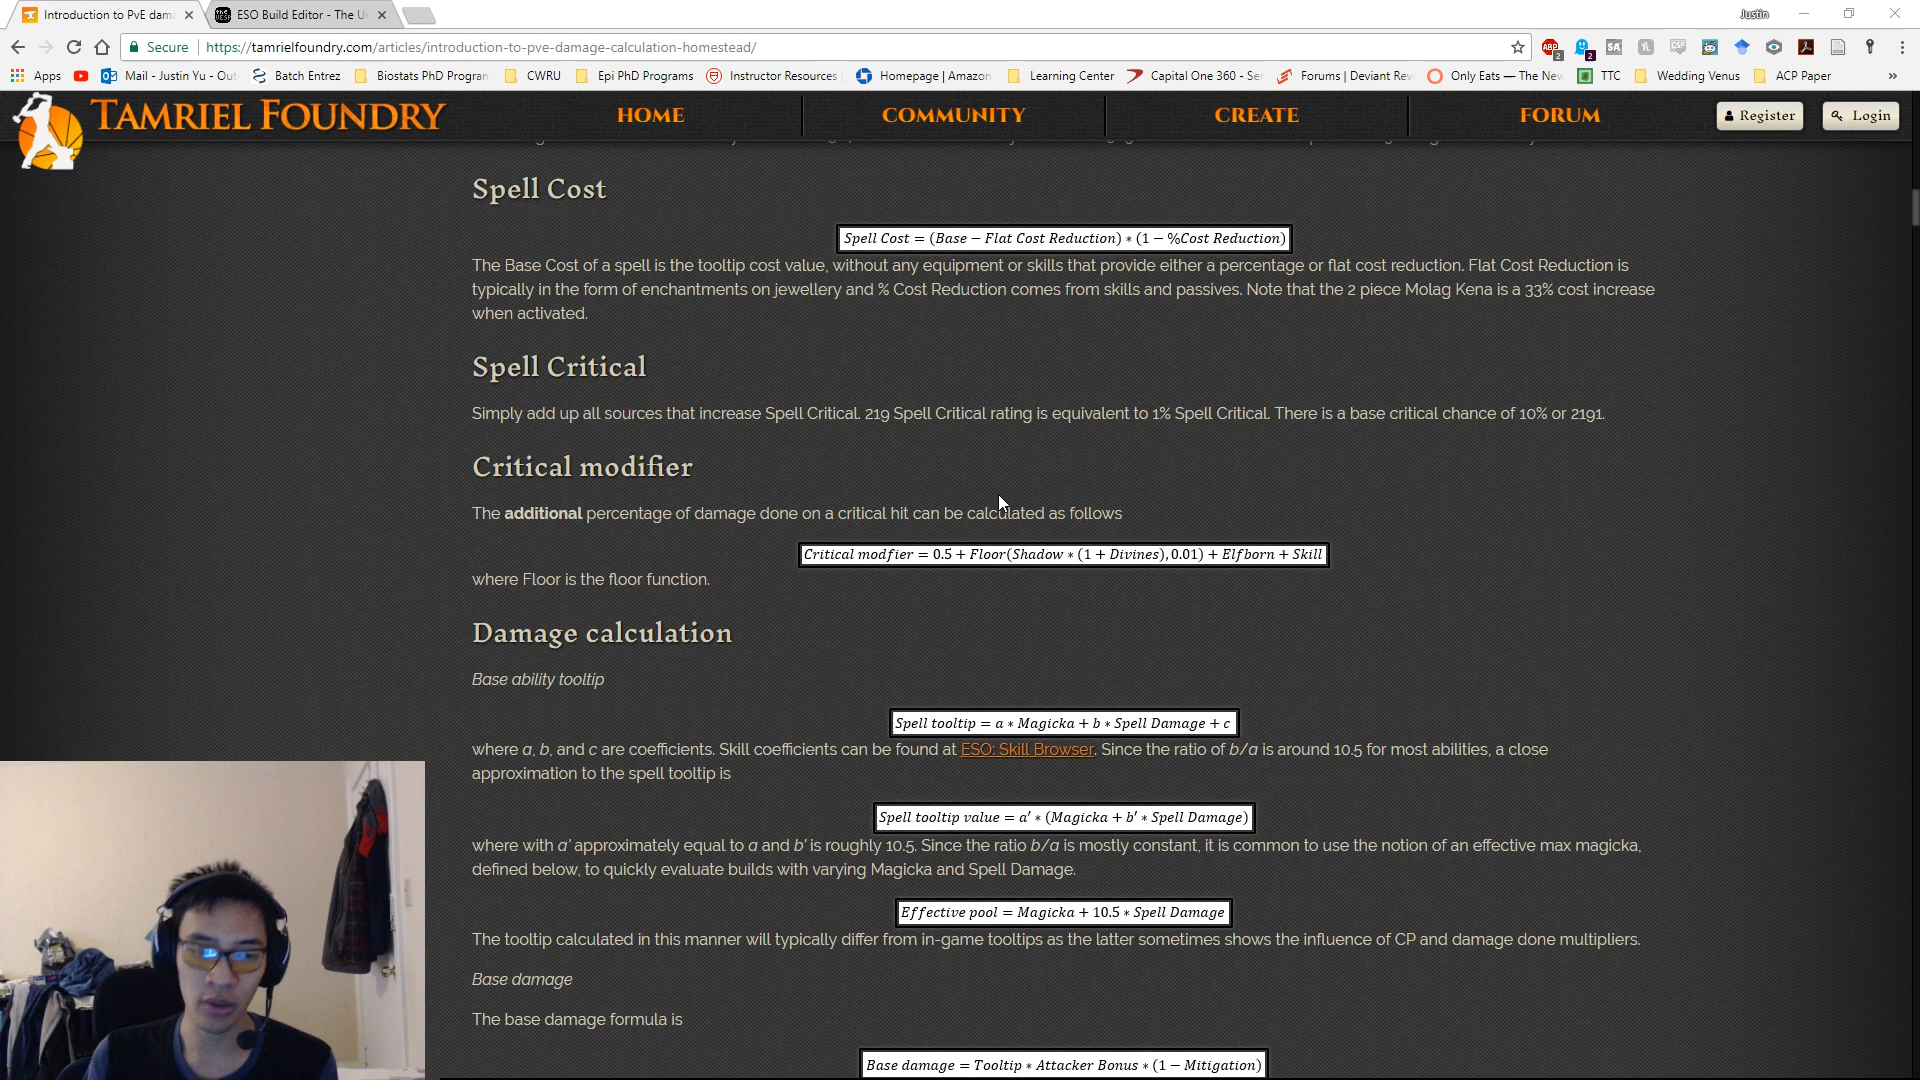 Introduction to PvE dam
ESO Build Editor - The U
Justin
Secure
https://tamrielfoundry.com/articles/introduction-to-pve-damage-calculation-homestead/
Apps
Mail - Justin Yu - Out
Batch Entrez
Biostats PhD Program
CWRU
Epi PhD Programs
Instructor Resources
Homepage | Amazon
Learning Center
Capital One 360 - Se
Forums | Deviant Rev
Only Eats — The New
TTC
Wedding Venus
ACP Paper
TAMRIEL FOUNDRY
HOME
COMMUNITY
CREATE
FORUM
Register
Login
Spell Cost
Spell Cost = (Base − Flat Cost Reduction) * (1 − %Cost Reduction)
The Base Cost of a spell is the tooltip cost value, without any equipment or skills that provide either a percentage or flat cost reduction. Flat Cost Reduction is
typically in the form of enchantments on jewellery and % Cost Reduction comes from skills and passives. Note that the 2 piece Molag Kena is a 33% cost increase
when activated.
Spell Critical
Simply add up all sources that increase Spell Critical. 219 Spell Critical rating is equivalent to 1% Spell Critical. There is a base critical chance of 10% or 2191.
Critical modifier
The additional percentage of damage done on a critical hit can be calculated as follows
Critical modfier = 0.5 + Floor(Shadow * (1 + Divines), 0.01) + Elfborn + Skill
where Floor is the floor function.
Damage calculation
Base ability tooltip
Spell tooltip = a * Magicka + b * Spell Damage + c
where a, b, and c are coefficients. Skill coefficients can be found at ESO: Skill Browser. Since the ratio of b/a is around 10.5 for most abilities, a close
approximation to the spell tooltip is
Spell tooltip value = a′ * (Magicka + b′ * Spell Damage)
where with a′ approximately equal to a and b′ is roughly 10.5. Since the ratio b/a is mostly constant, it is common to use the notion of an effective max magicka,
defined below, to quickly evaluate builds with varying Magicka and Spell Damage.
Effective pool = Magicka + 10.5 * Spell Damage
The tooltip calculated in this manner will typically differ from in-game tooltips as the latter sometimes shows the influence of CP and damage done multipliers.
Base damage
The base damage formula is
Base damage = Tooltip * Attacker Bonus * (1 − Mitigation)